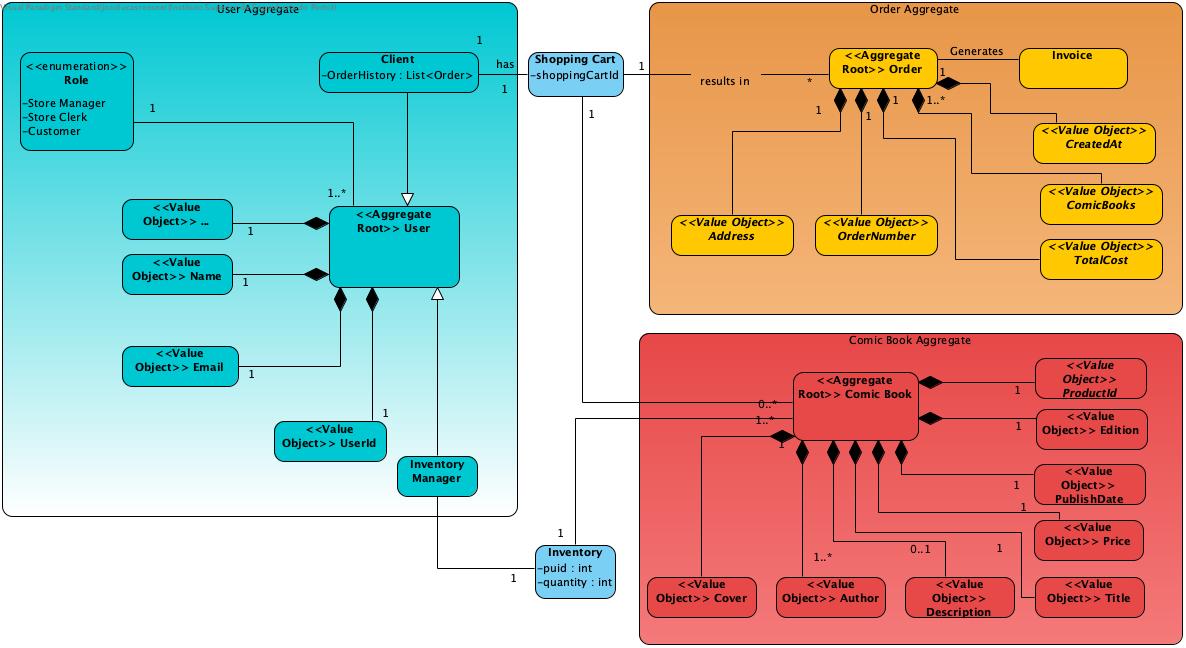 User Aggregate
<<enumeration>>
Role
-Store Manager
-Store Clerk
-Customer
1
Client
-OrderHistory : List<Order>
1
has
1
1..*
<<Value
Object>> ...
1
<<Value
Object>> Name
1
<<Aggregate
Root>> User
<<Value
Object>> Email
1
<<Value
Object>> UserId
1
Inventory
Manager
Shopping Cart
-shoppingCartId
1
1
results in
*
Order Aggregate
<<Aggregate
Root>> Order
Generates
1
Invoice
1
1
1
1..*
<<Value Object>>
CreatedAt
<<Value Object>>
ComicBooks
<<Value Object>>
TotalCost
<<Value Object>>
Address
<<Value Object>>
OrderNumber
Comic Book Aggregate
<<Aggregate
Root>> Comic Book
0..*
1..*
1
1
<<Value
Object>>
ProductId
1
<<Value
Object>> Edition
1
<<Value
Object>>
PublishDate
1
<<Value
Object>> Price
1
<<Value
Object>> Title
0..1
<<Value
Object>>
Description
1..*
<<Value
Object>> Author
<<Value
Object>> Cover
1
Inventory
-puid : int
-quantity : int
1